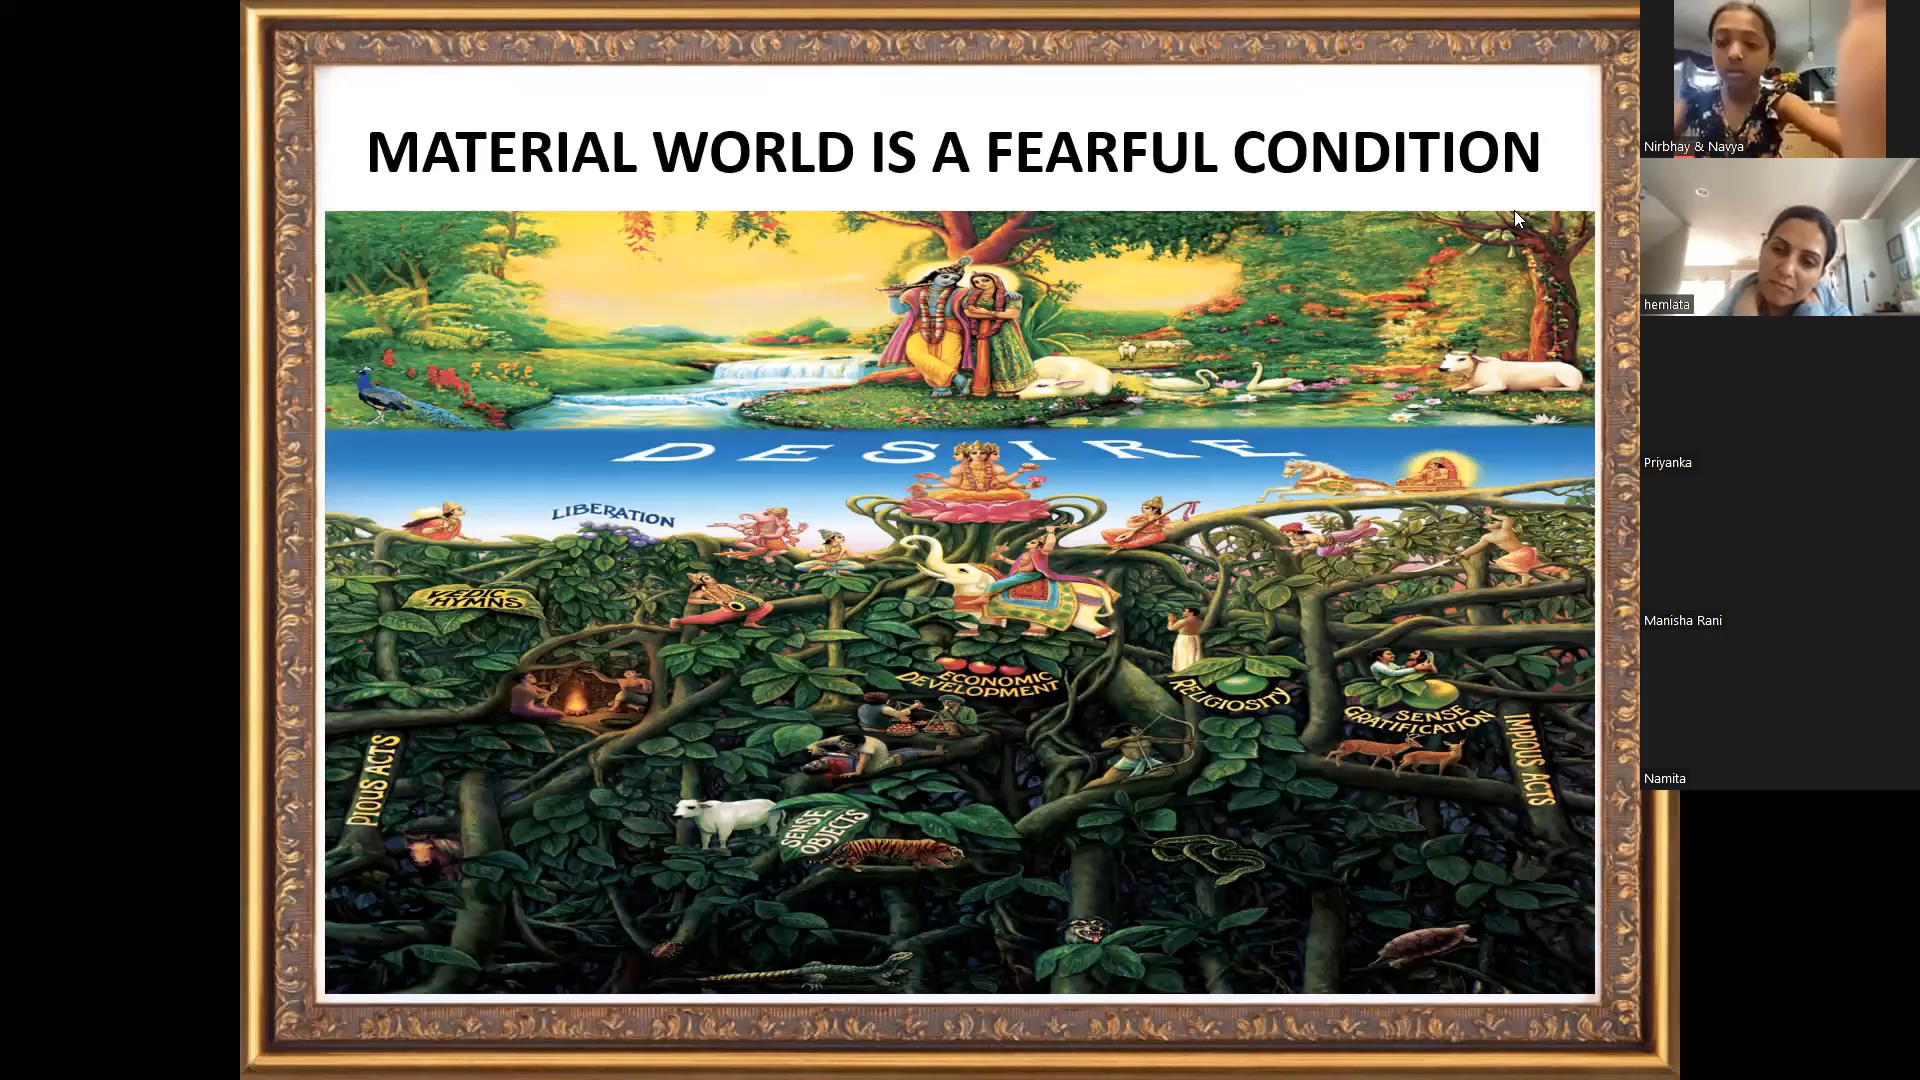 MATERIAL WORLD IS A FEARFUL CONDITION
DESIRE
LIBERATION
VEDIC
HYMNS
ECONOMIC
DEVELOPMENT
RELIGIOSITY
SENSE
GRATIFICATION
PIOUS ACTS
IMPIOUS ACTS
SENSE
OBJECTS
Nirbhay & Navya
hemlata
Priyanka
Manisha Rani
Namita